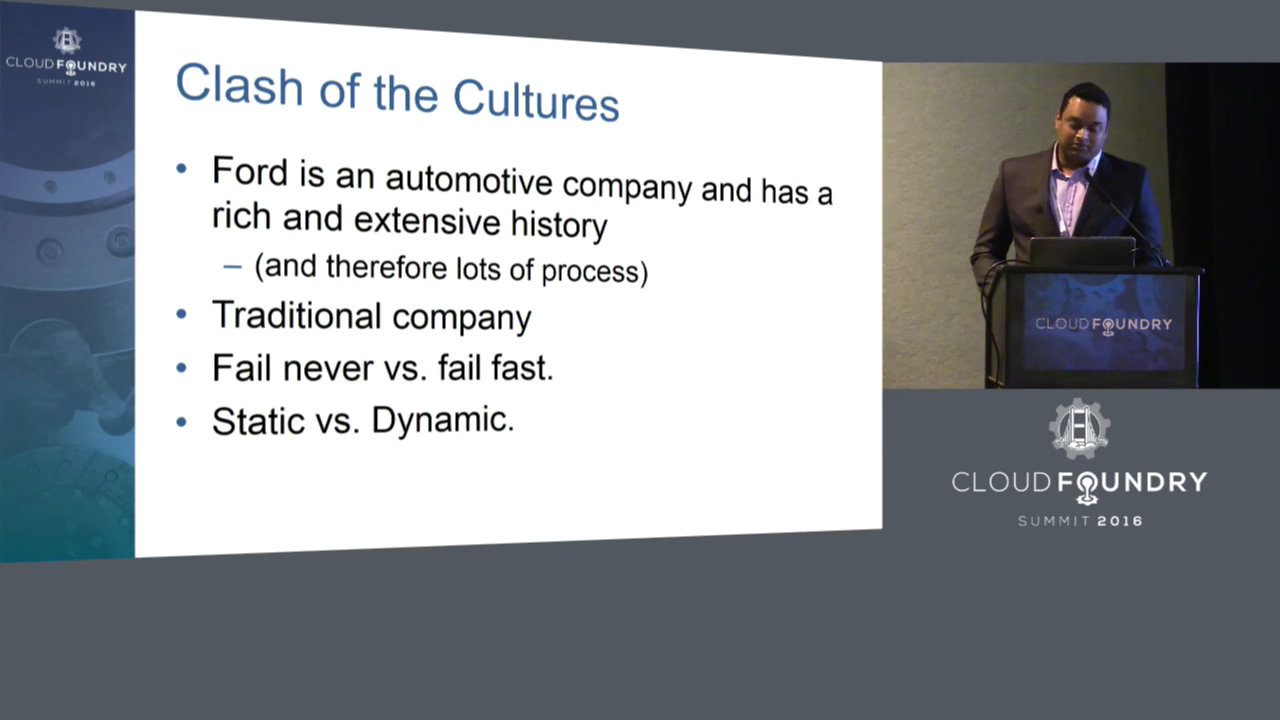 CLOUD FOUNDRY
SUMMIT 2016
Clash of the Cultures
• Ford is an automotive company and has a
rich and extensive history
– (and therefore lots of process)
• Traditional company
• Fail never vs. fail fast.
• Static vs. Dynamic.
CLOUD FOUNDRY
CLOUD FOUNDRY
SUMMIT 2016